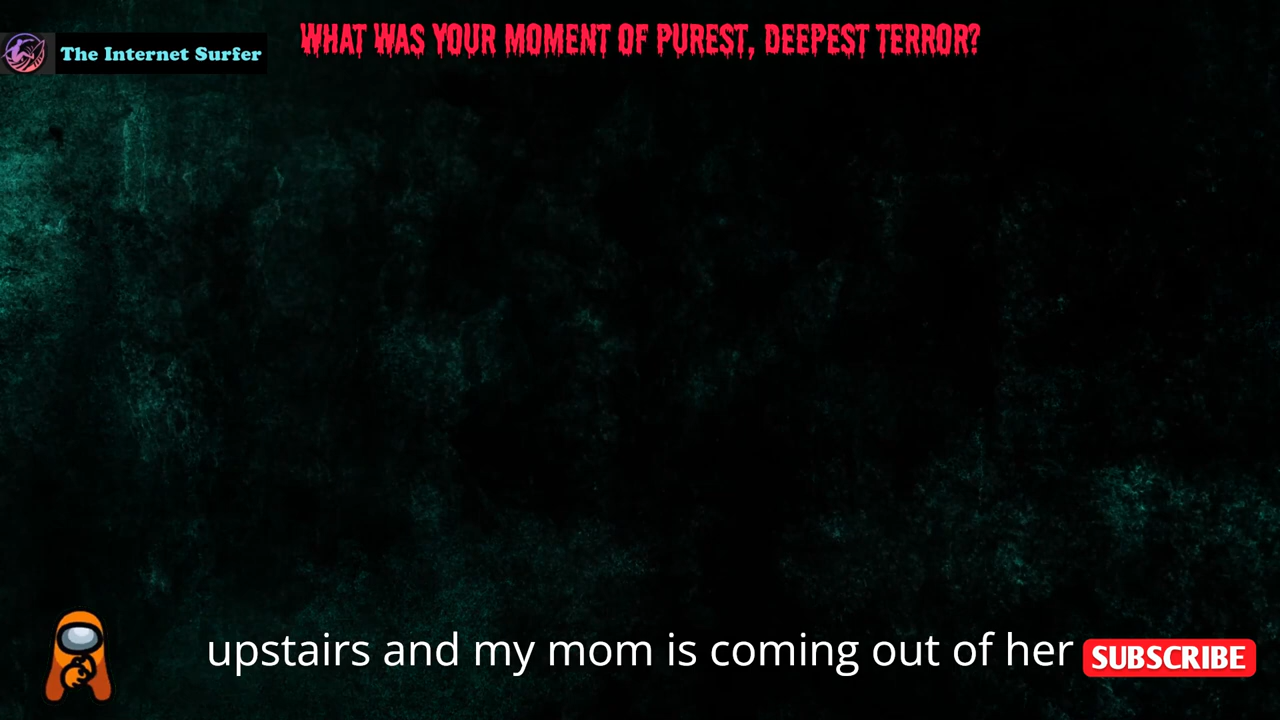 WHAT WAS YOUR MOMENT OF PUREST, DEEPEST TERROR?
The Internet Surfer
upstairs and my mom is coming out of her
SUBSCRIBE